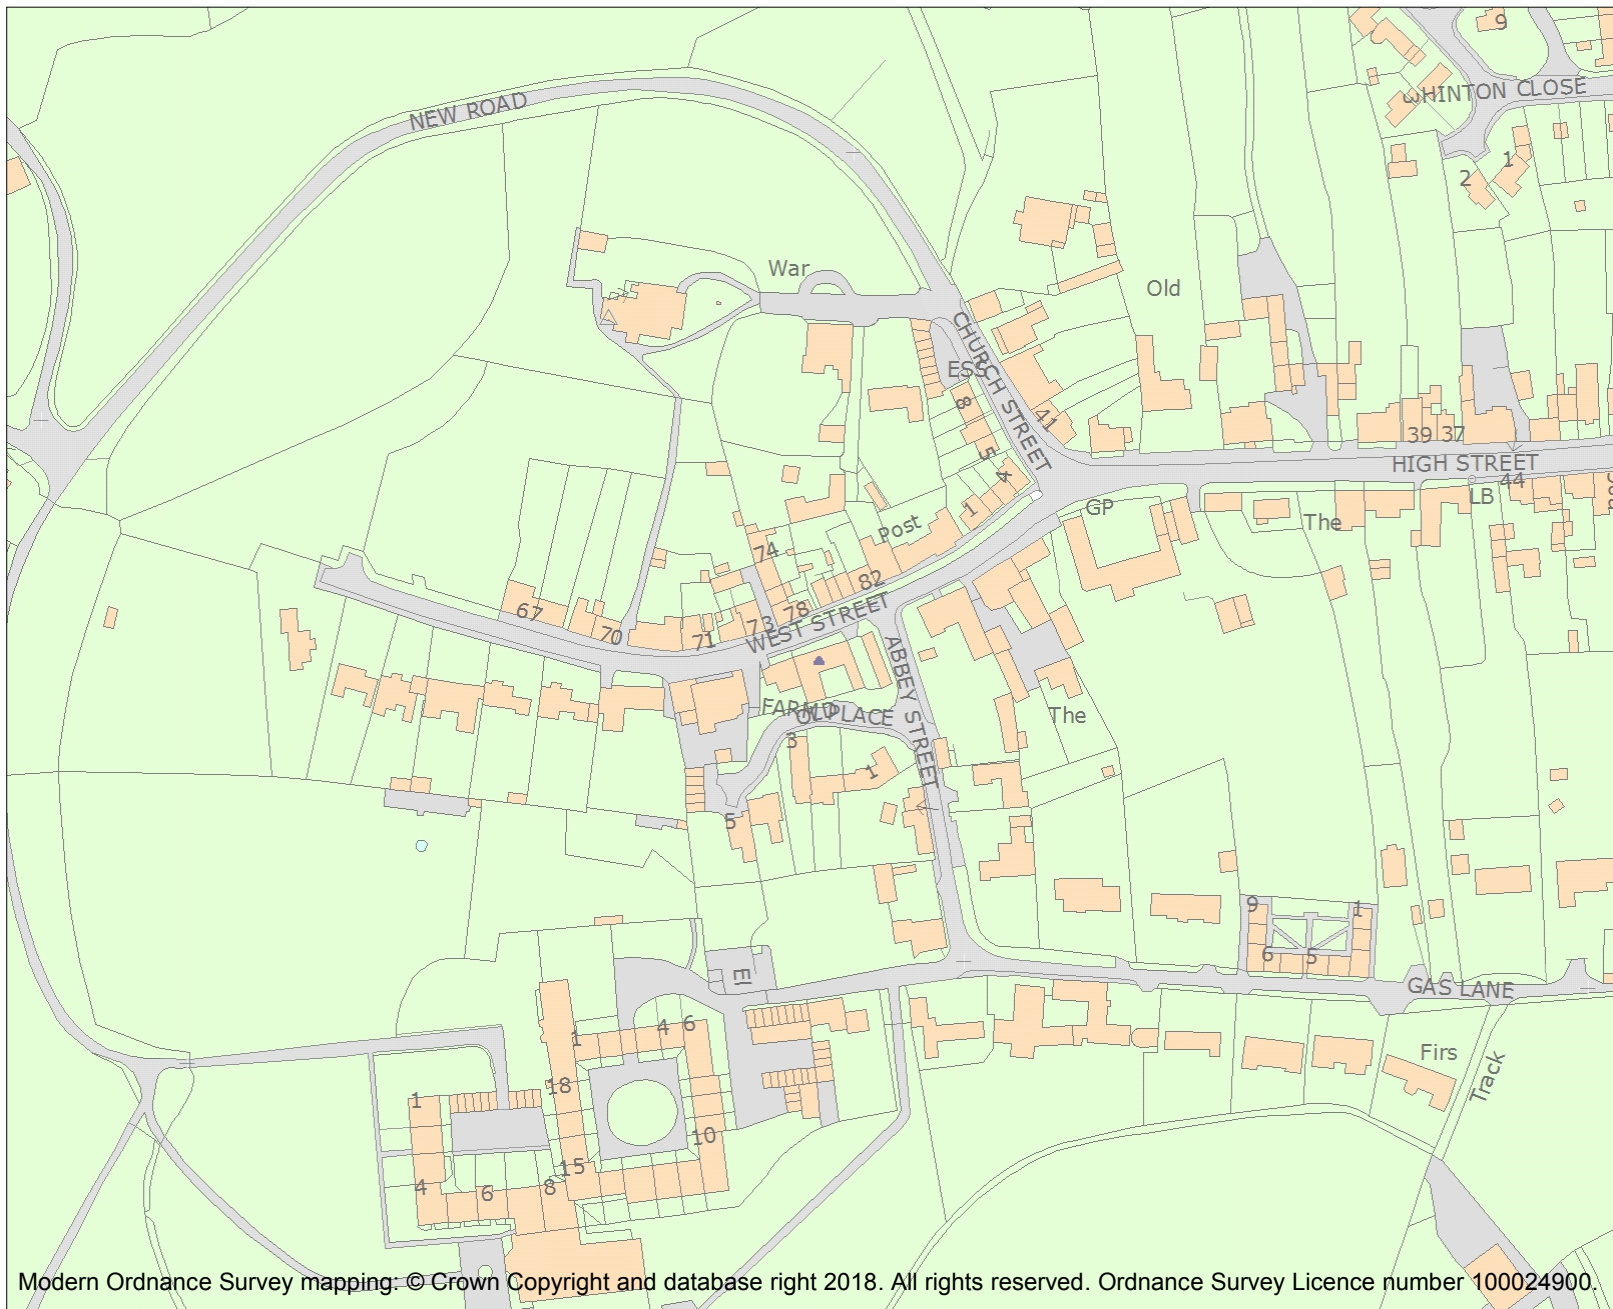 9
WHINTON CLOSE
NEW ROAD
1
2
War
Old
CHURCH STREET
ESS
8
41
5
4
39 37
HIGH STREET
44
LB
GP
The
1
Post
74
82
67
70
71
73
78
WEST STREET
ABBEY STREET
The
FARM
OLD PLACE
3
1
5
9
1
6
5
El
GAS LANE
1
4
6
Firs
Track
18
1
10
15
4
6
8
Modern Ordnance Survey mapping: © Crown Copyright and database right 2018. All rights reserved. Ordnance Survey Licence number 100024900.